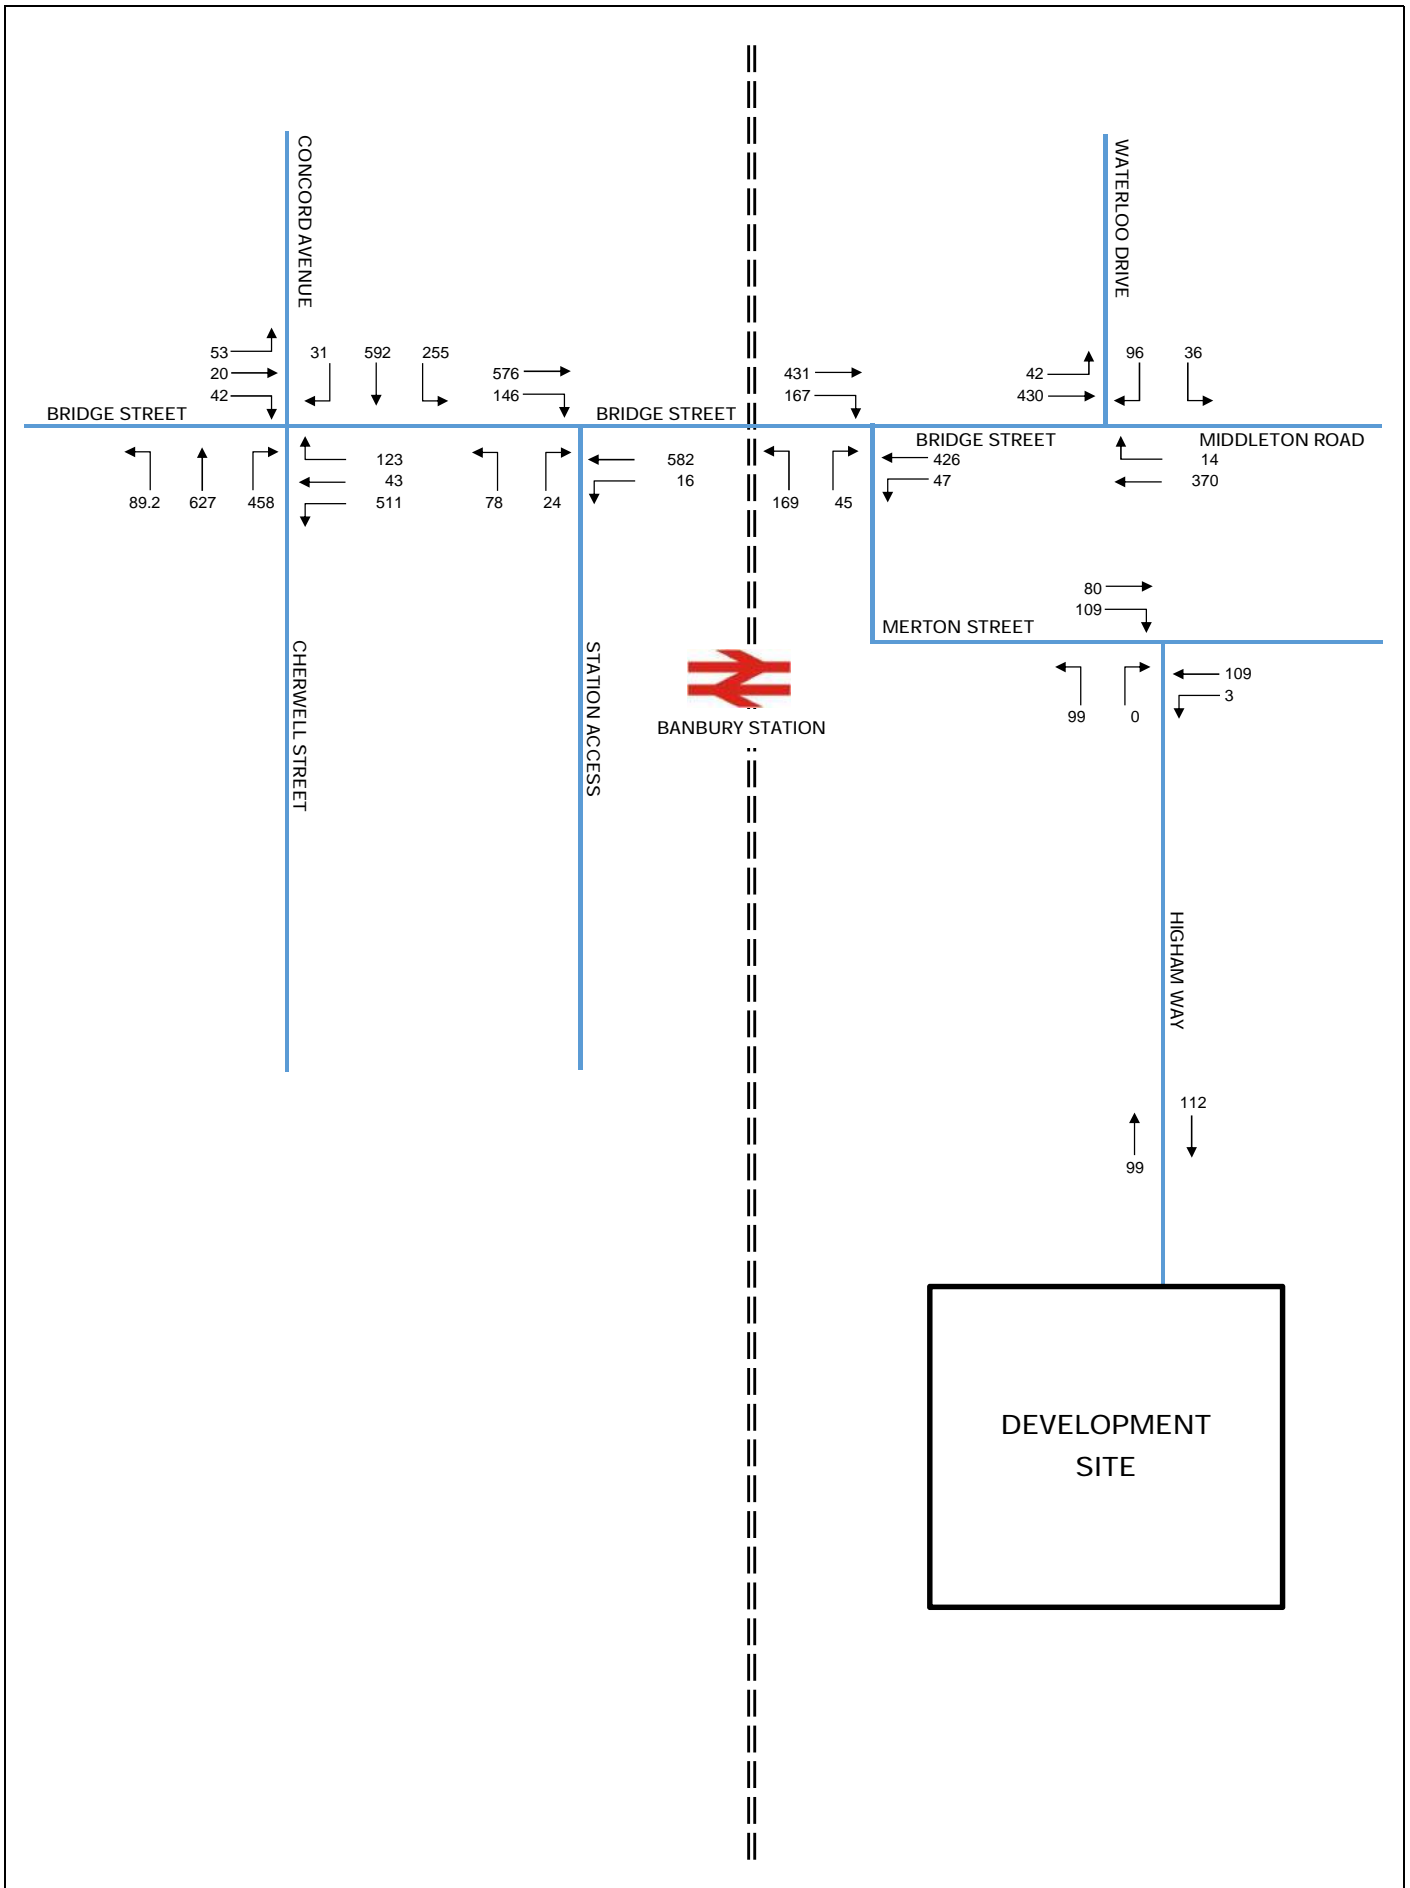 CONCORD AVENUE
WATERLOO DRIVE
53
20
42
31 592 255
576
146
431
167
42
430
96 36
BRIDGE STREET
BRIDGE STREET
BRIDGE STREET
MIDDLETON ROAD
89.2 627 458
123
43
511
78 24
582
16
169 45
426
47
14
370
80
109
MERTON STREET
99 0
109
3
CHERWELL STREET
STATION ACCESS
BANBURY STATION
HIGHAM WAY
112
99
DEVELOPMENT
SITE